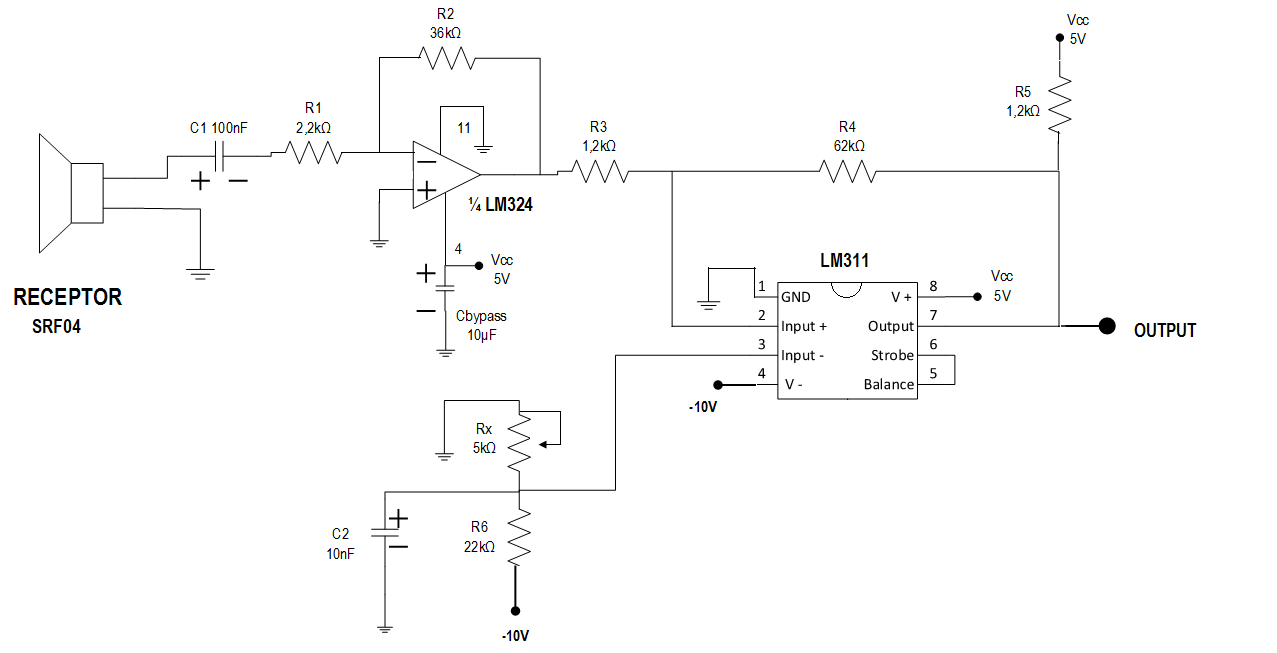 R2
36kΩ
Vcc
5V
R5
1,2kΩ
C1 100nF
R1
2,2kΩ
11
R3
1,2kΩ
R4
62kΩ
¼ LM324
4
Vcc
5V
Cbypass
10µF
RECEPTOR
SRF04
LM311
1
GND
2
Input +
3
Input -
4
V -
8
V +
7
Output
6
Strobe
5
Balance
Vcc
5V
OUTPUT
-10V
Rx
5kΩ
C2
10nF
R6
22kΩ
-10V